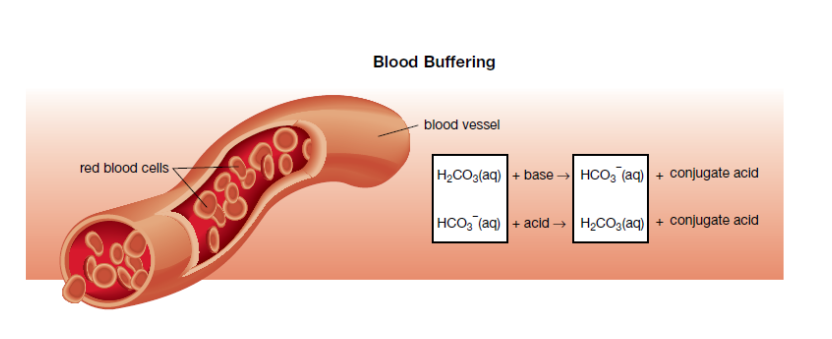 Blood Buffering
blood vessel
red blood cells
H₂CO₃(aq) + base → HCO₃⁻(aq) + conjugate acid
HCO₃⁻(aq) + acid → H₂CO₃(aq) + conjugate acid